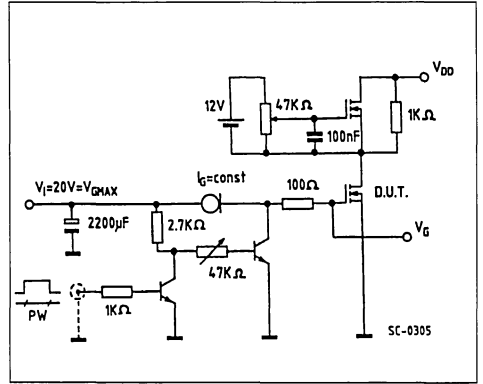 V_DD
12V
47KΩ
1KΩ
100nF
I_G=const
V_I=20V=V_GMAX
100Ω
D.U.T.
2200μF
2.7KΩ
V_G
47KΩ
PW
1KΩ
SC-0305